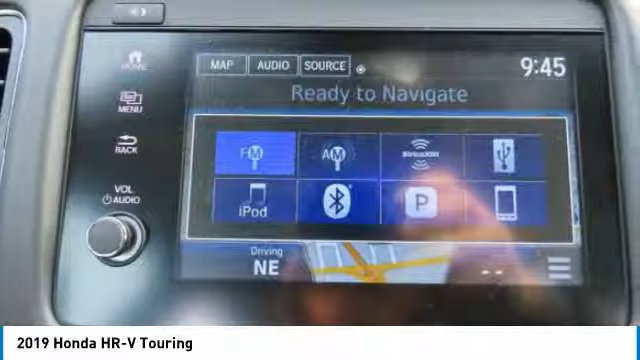 HOME
MENU
BACK
VOL
AUDIO
MAP AUDIO SOURCE 9:45
Ready to Navigate
FM AM SiriusXM
iPod P
Driving
NE --
2019 Honda HR-V Touring